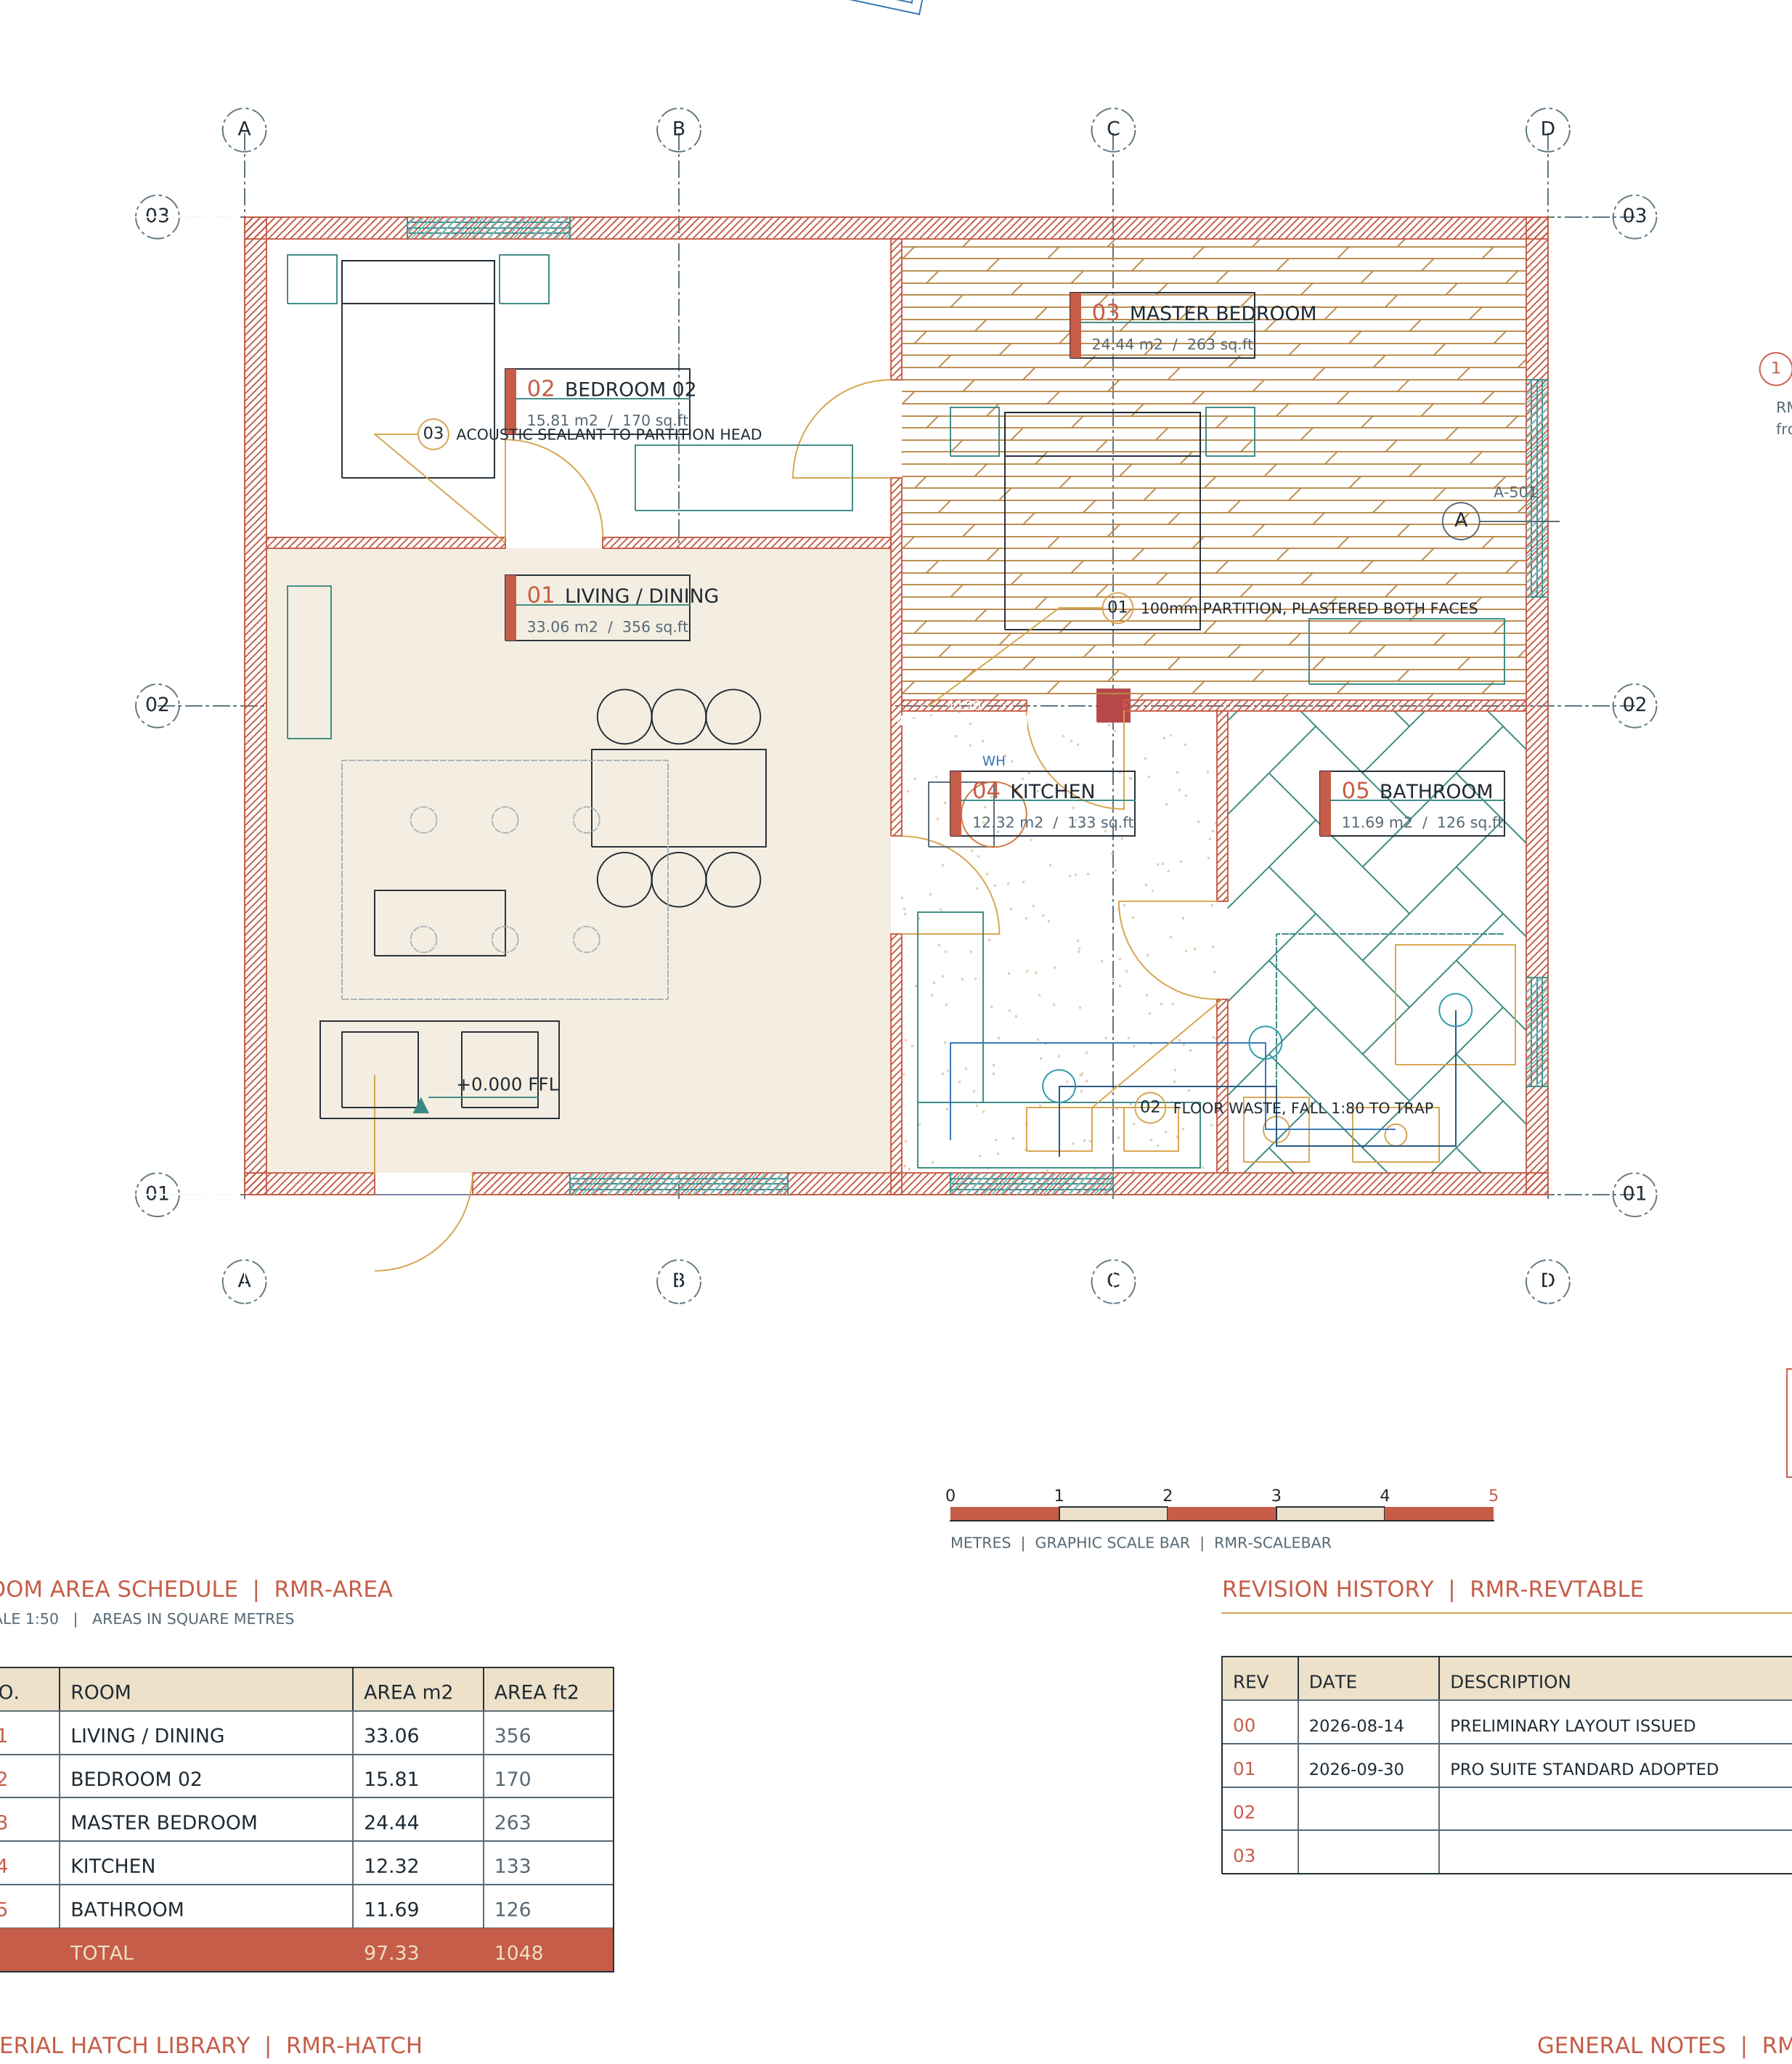 A B C D
03 03
03 MASTER BEDROOM
24.44 m2 / 263 sq.ft
1
02 BEDROOM 02
15.81 m2 / 170 sq.ft
03 ACOUSTIC SEALANT TO PARTITION HEAD
A-501
A
01 LIVING / DINING
33.06 m2 / 356 sq.ft
01 100mm PARTITION, PLASTERED BOTH FACES
02 02
WH
04 KITCHEN
12.32 m2 / 133 sq.ft
05 BATHROOM
11.69 m2 / 126 sq.ft
+0.000 FFL
02 FLOOR WASTE, FALL 1:80 TO TRAP
01 01
A B C D
0 1 2 3 4 5
METRES | GRAPHIC SCALE BAR | RMR-SCALEBAR
OOM AREA SCHEDULE | RMR-AREA
ALE 1:50 | AREAS IN SQUARE METRES
O. ROOM AREA m2 AREA ft2
1 LIVING / DINING 33.06 356
2 BEDROOM 02 15.81 170
3 MASTER BEDROOM 24.44 263
4 KITCHEN 12.32 133
5 BATHROOM 11.69 126
TOTAL 97.33 1048
REVISION HISTORY | RMR-REVTABLE
REV DATE DESCRIPTION
00 2026-08-14 PRELIMINARY LAYOUT ISSUED
01 2026-09-30 PRO SUITE STANDARD ADOPTED
02
03
ERIAL HATCH LIBRARY | RMR-HATCH
GENERAL NOTES | RM